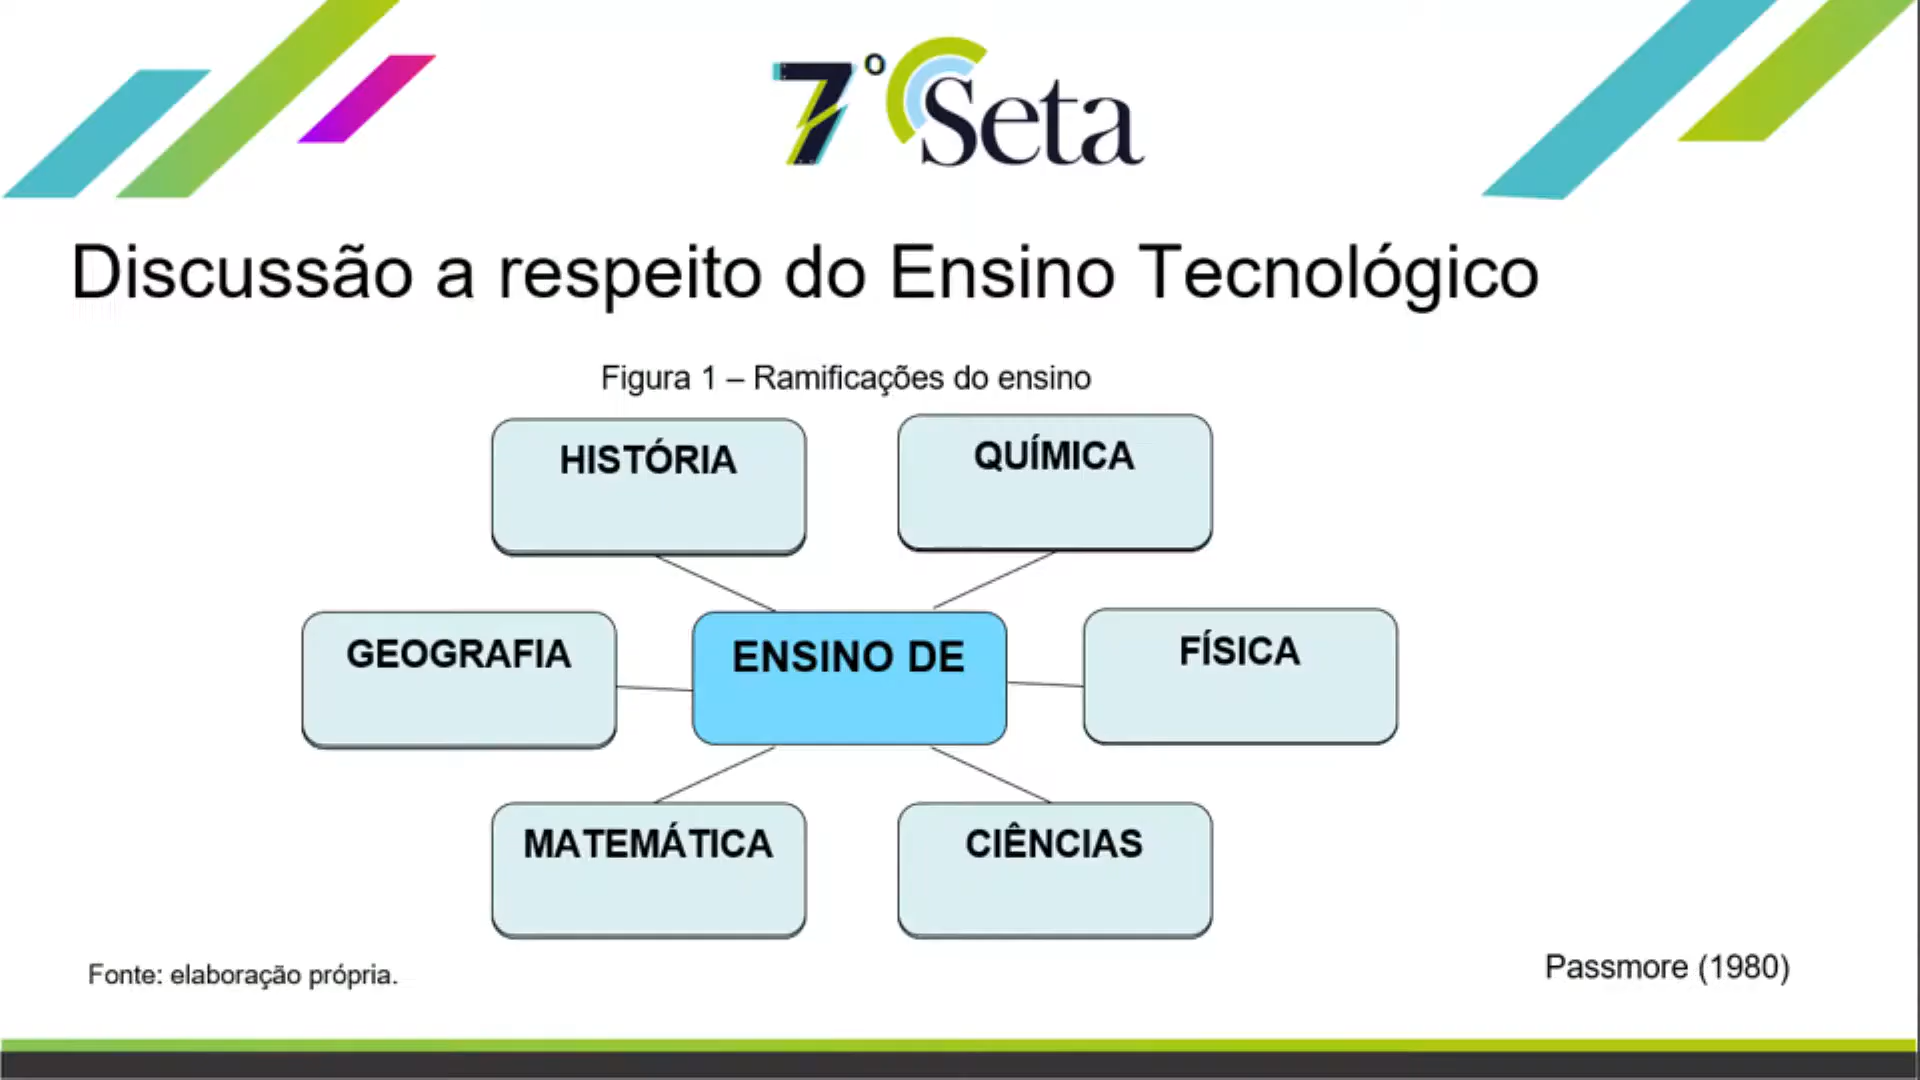 7º Seta
Discussão a respeito do Ensino Tecnológico
Figura 1 – Ramificações do ensino
HISTÓRIA
QUÍMICA
GEOGRAFIA
ENSINO DE
FÍSICA
MATEMÁTICA
CIÊNCIAS
Fonte: elaboração própria.
Passmore (1980)